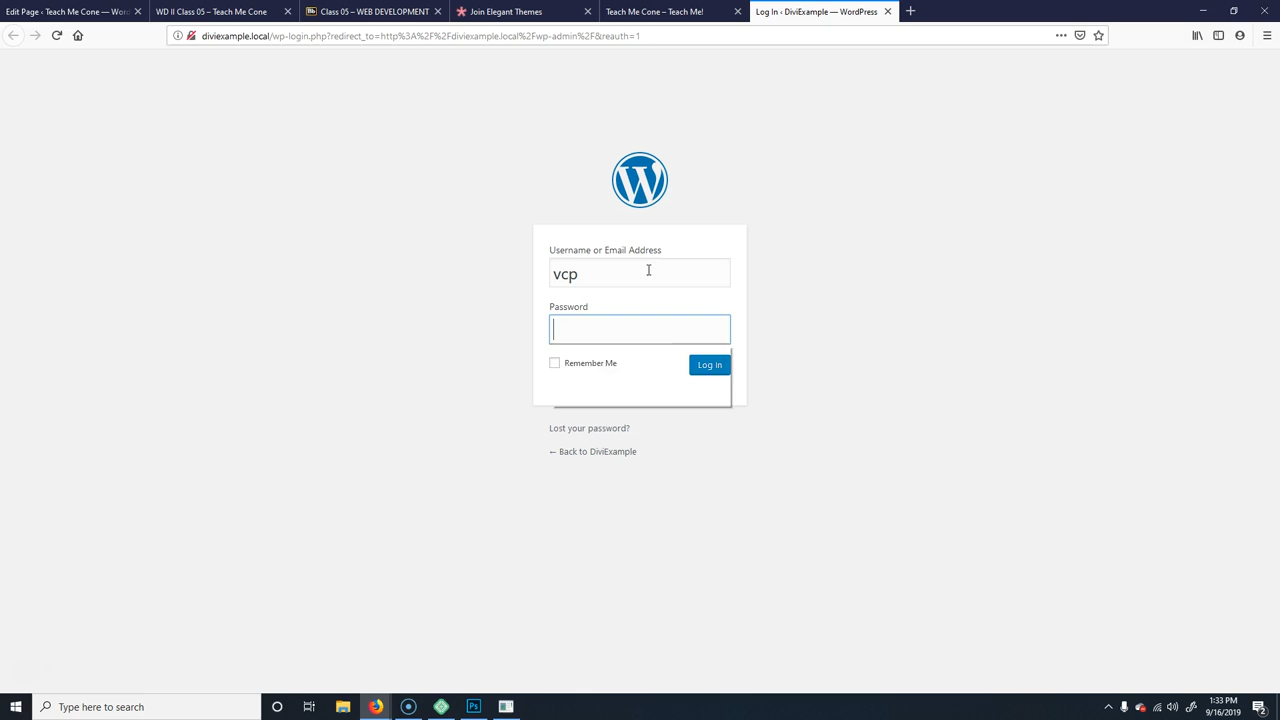 Edit Page ‹ Teach Me Cone — Wor
WD II Class 05 – Teach Me Cone
Class 05 – WEB DEVELOPMENT
Join Elegant Themes
Teach Me Cone – Teach Me!
Log In ‹ DiviExample — WordPress
diviexample.local/wp-login.php?redirect_to=http%3A%2F%2Fdiviexample.local%2Fwp-admin%2F&reauth=1
Username or Email Address
vcp
Password
Remember Me
Log In
Lost your password?
← Back to DiviExample
Type here to search
Ps
1:33 PM
9/16/2019
2